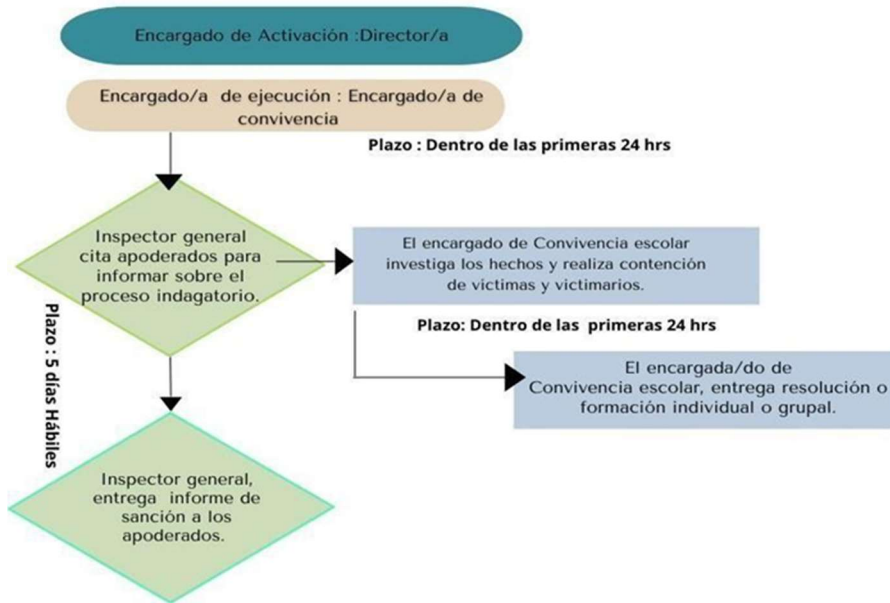 Encargado de Activación :Director/a
Encargado/a de ejecución : Encargado/a de
convivencia
Plazo : Dentro de las primeras 24 hrs
Inspector general
cita apoderados para
informar sobre el
proceso indagatorio.
El encargado de Convivencia escolar
investiga los hechos y realiza contención
de victimas y victimarios.
Plazo: Dentro de las primeras 24 hrs
El encargada/do de
Convivencia escolar, entrega resolución o
formación individual o grupal.
Plazo : 5 días Hábiles
Inspector general,
entrega informe de
sanción a los
apoderados.